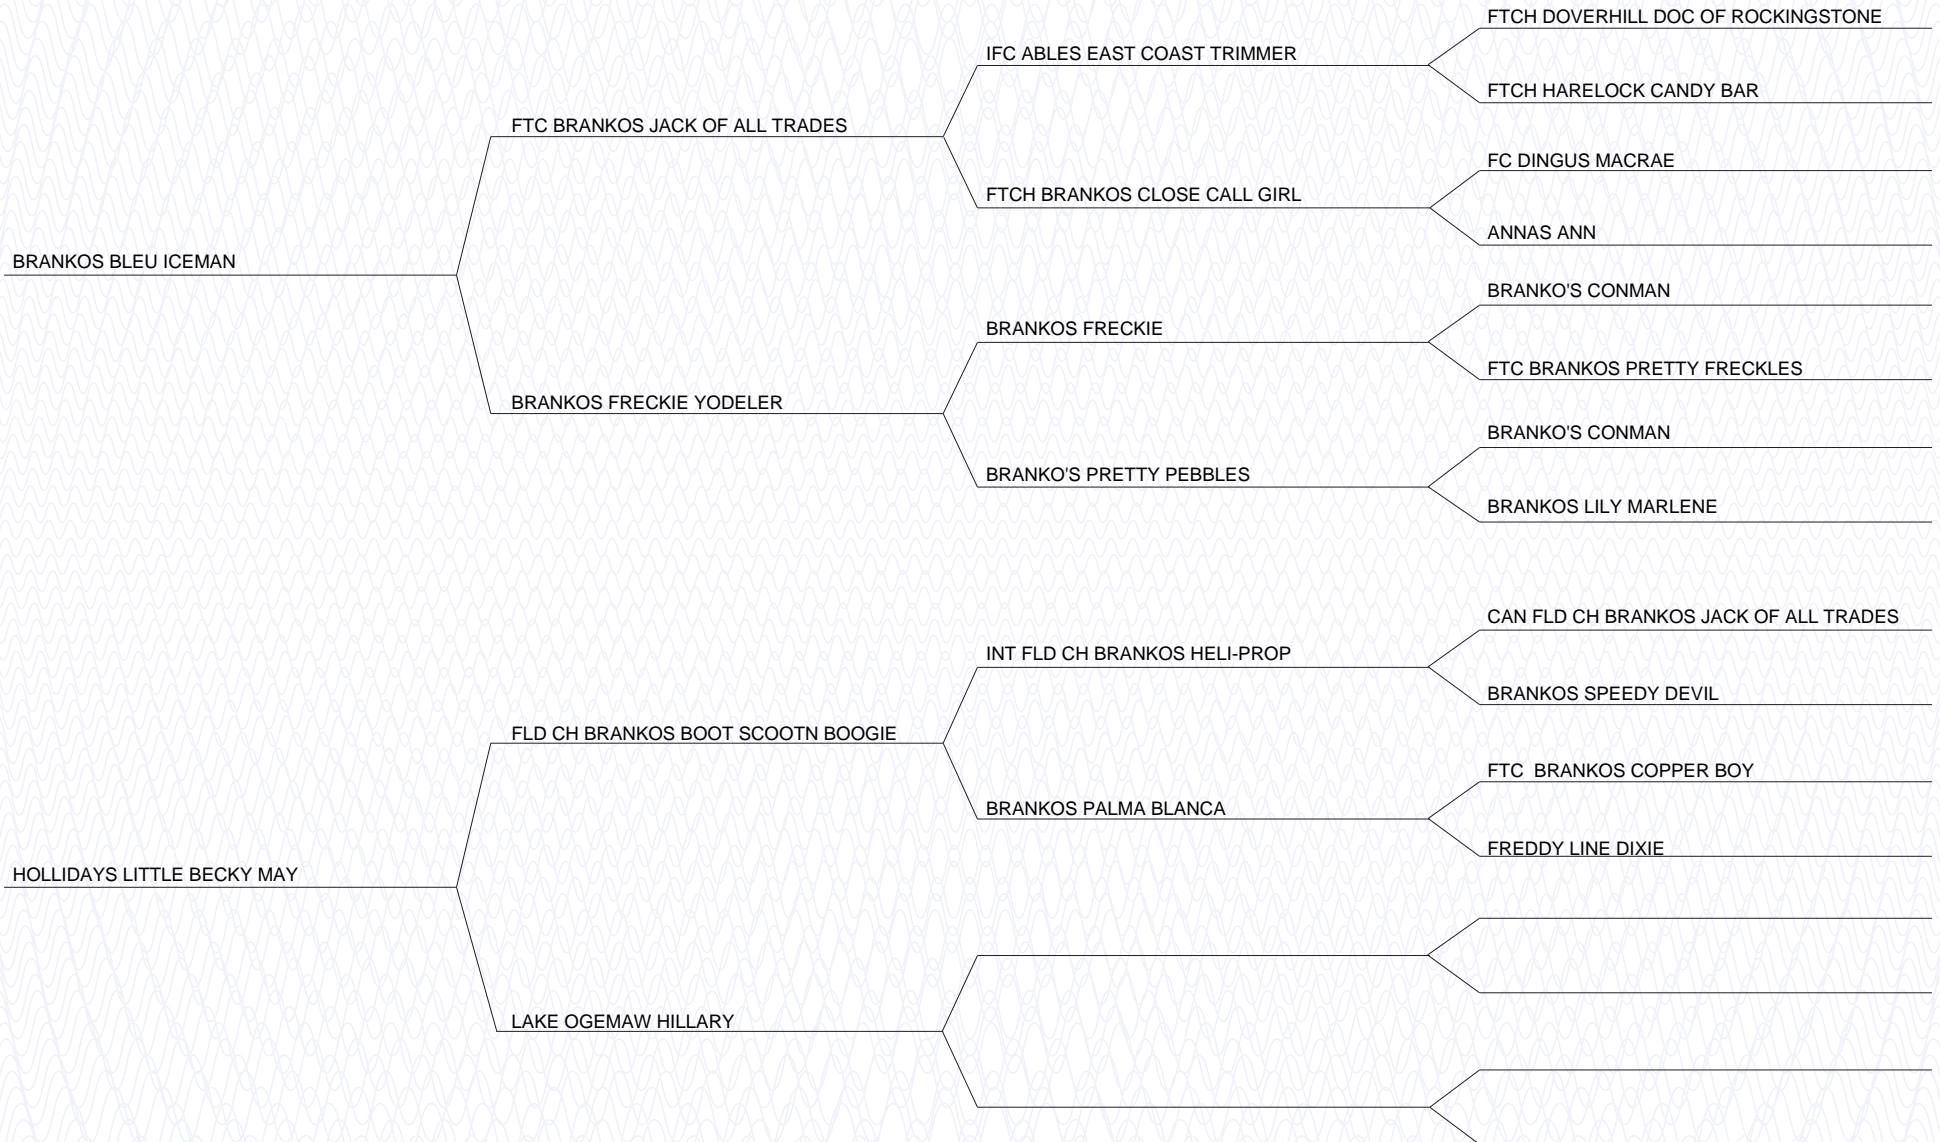 FTCH DOVERHILL DOC OF ROCKINGSTONE
IFC ABLES EAST COAST TRIMMER
FTCH HARELOCK CANDY BAR
FTC BRANKOS JACK OF ALL TRADES
FC DINGUS MACRAE
FTCH BRANKOS CLOSE CALL GIRL
ANNAS ANN
BRANKOS BLEU ICEMAN
BRANKO'S CONMAN
BRANKOS FRECKIE
FTC BRANKOS PRETTY FRECKLES
BRANKOS FRECKIE YODELER
BRANKO'S CONMAN
BRANKO'S PRETTY PEBBLES
BRANKOS LILY MARLENE
CAN FLD CH BRANKOS JACK OF ALL TRADES
INT FLD CH BRANKOS HELI-PROP
BRANKOS SPEEDY DEVIL
FLD CH BRANKOS BOOT SCOOTN BOOGIE
FTC  BRANKOS COPPER BOY
BRANKOS PALMA BLANCA
FREDDY LINE DIXIE
HOLLIDAYS LITTLE BECKY MAY
LAKE OGEMAW HILLARY